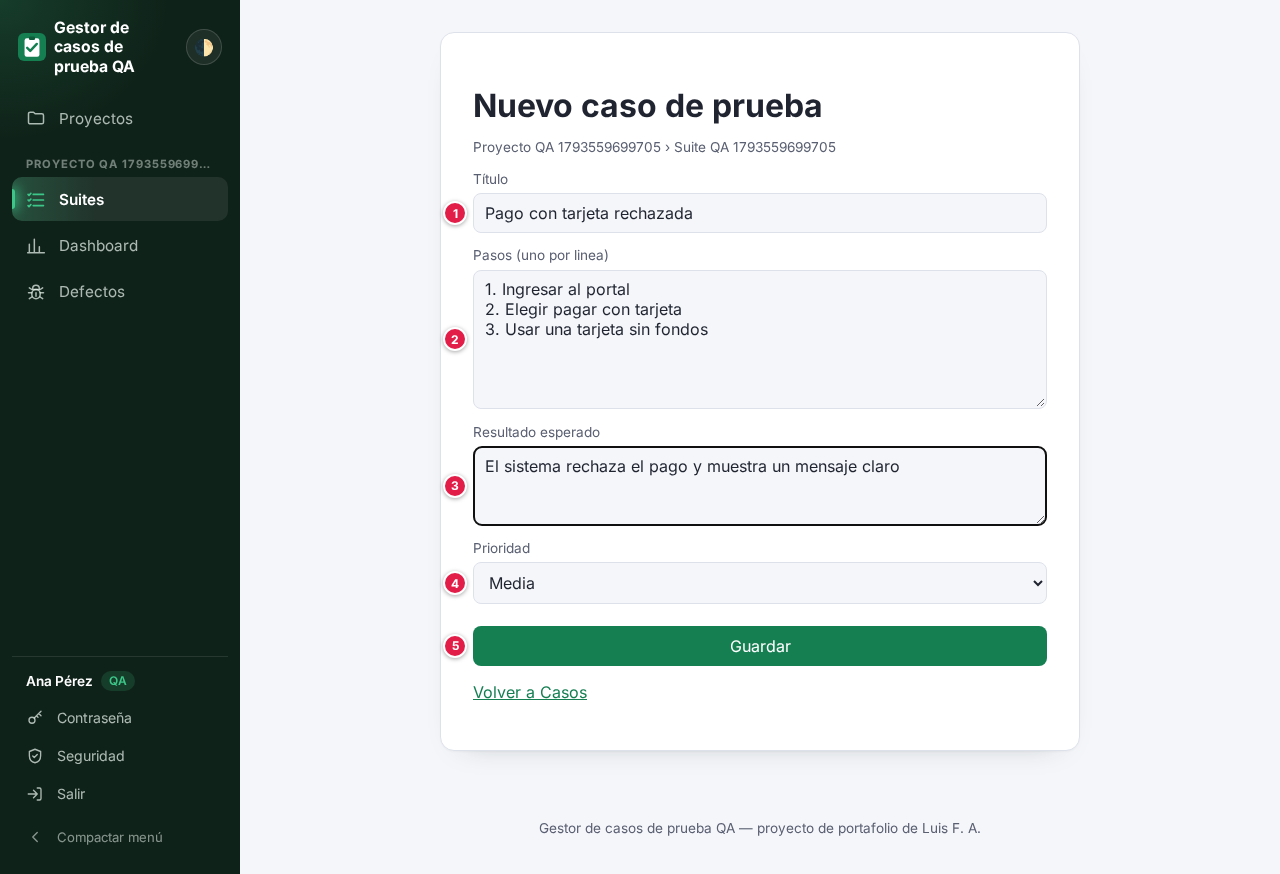 Gestor de
casos de
prueba QA
Proyectos
PROYECTO QA 1793559699...
Suites
Dashboard
Defectos
Ana Pérez QA
Contraseña
Seguridad
Salir
Compactar menú
Nuevo caso de prueba
Proyecto QA 1793559699705 › Suite QA 1793559699705
Título
1 Pago con tarjeta rechazada
Pasos (uno por linea)
1. Ingresar al portal
2. Elegir pagar con tarjeta
3. Usar una tarjeta sin fondos
2
Resultado esperado
El sistema rechaza el pago y muestra un mensaje claro
3
Prioridad
4 Media
5 Guardar
Volver a Casos
Gestor de casos de prueba QA — proyecto de portafolio de Luis F. A.